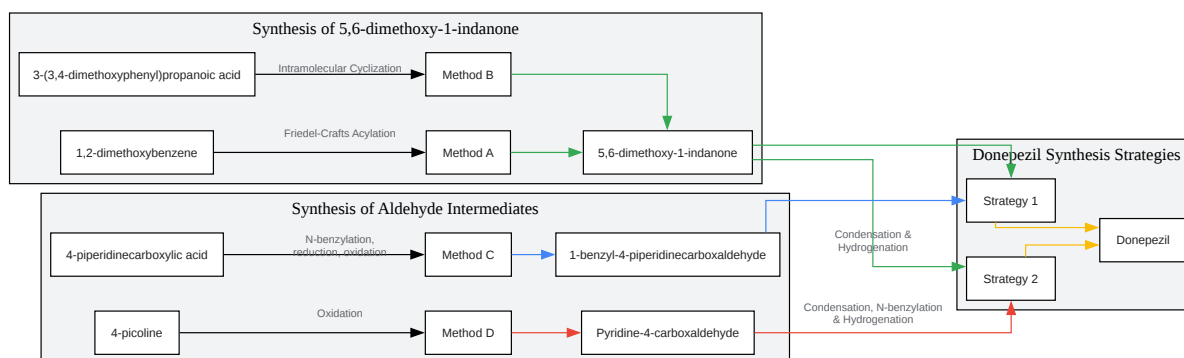 Synthesis of 5,6-dimethoxy-1-indanone
3-(3,4-dimethoxyphenyl)propanoic acid
Intramolecular Cyclization
Method B
1,2-dimethoxybenzene
Friedel-Crafts Acylation
Method A
5,6-dimethoxy-1-indanone
Synthesis of Aldehyde Intermediates
4-piperidinecarboxylic acid
N-benzylation,
reduction, oxidation
Method C
1-benzyl-4-piperidinecarboxaldehyde
4-picoline
Oxidation
Method D
Pyridine-4-carboxaldehyde
Condensation &
Hydrogenation
Condensation, N-benzylation
& Hydrogenation
Donepezil Synthesis Strategies
Strategy 1
Strategy 2
Donepezil